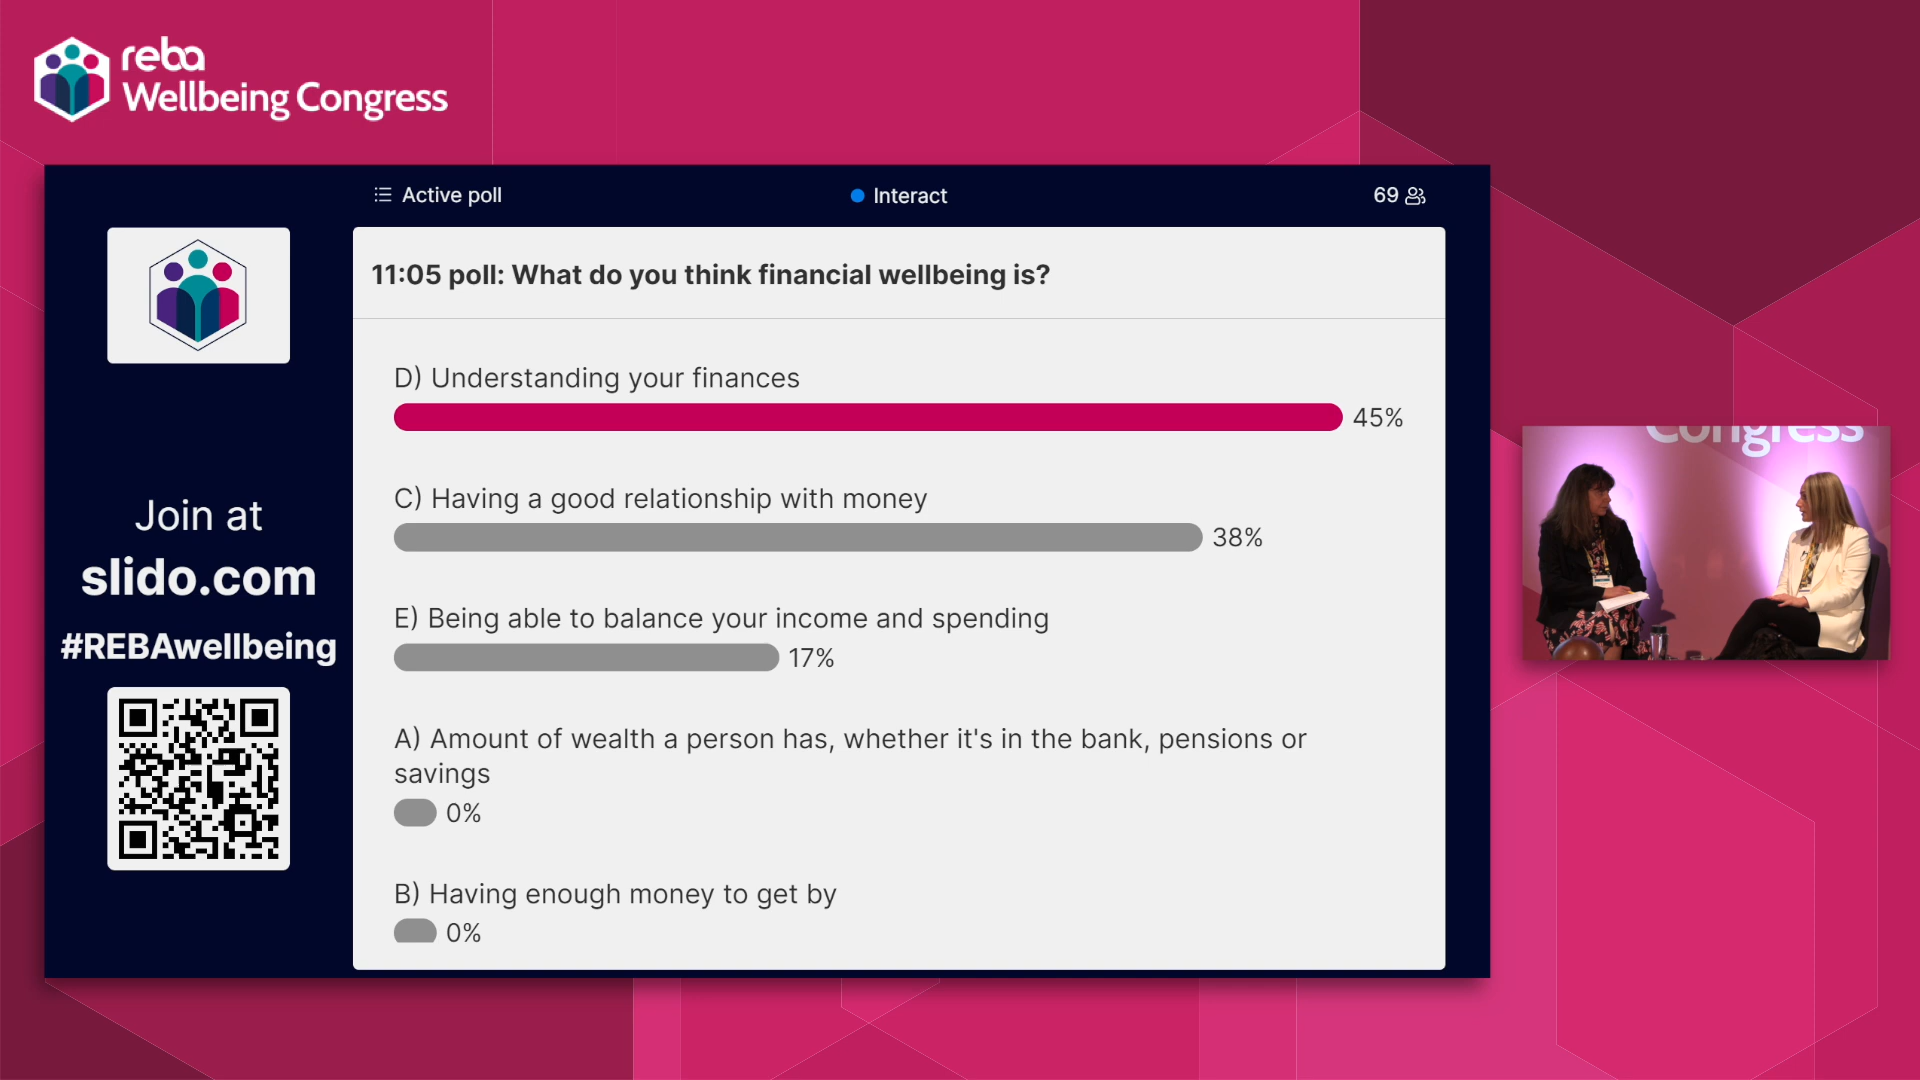 reba
Wellbeing Congress
Active poll
Interact
69
11:05 poll: What do you think financial wellbeing is?
D) Understanding your finances
45%
C) Having a good relationship with money
38%
E) Being able to balance your income and spending
17%
A) Amount of wealth a person has, whether it's in the bank, pensions or
savings
0%
B) Having enough money to get by
0%
Join at
slido.com
#REBAwellbeing
Congress